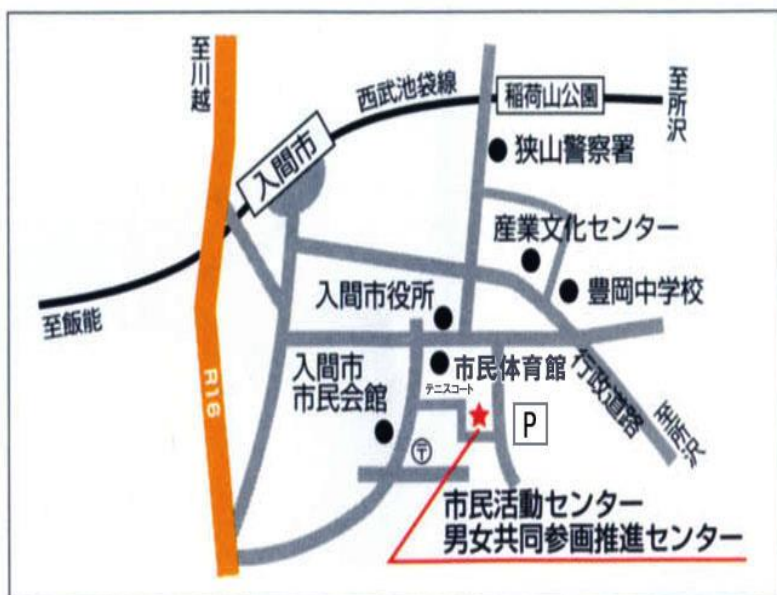 至川越
西武池袋線
稲荷山公園
至所沢
入間市
狭山警察署
産業文化センター
豊岡中学校
入間市役所
至飯能
R16
入間市
市民会館
市民体育館
テニスコート
行政道路
至所沢
P
〒
市民活動センター
男女共同参画推進センター